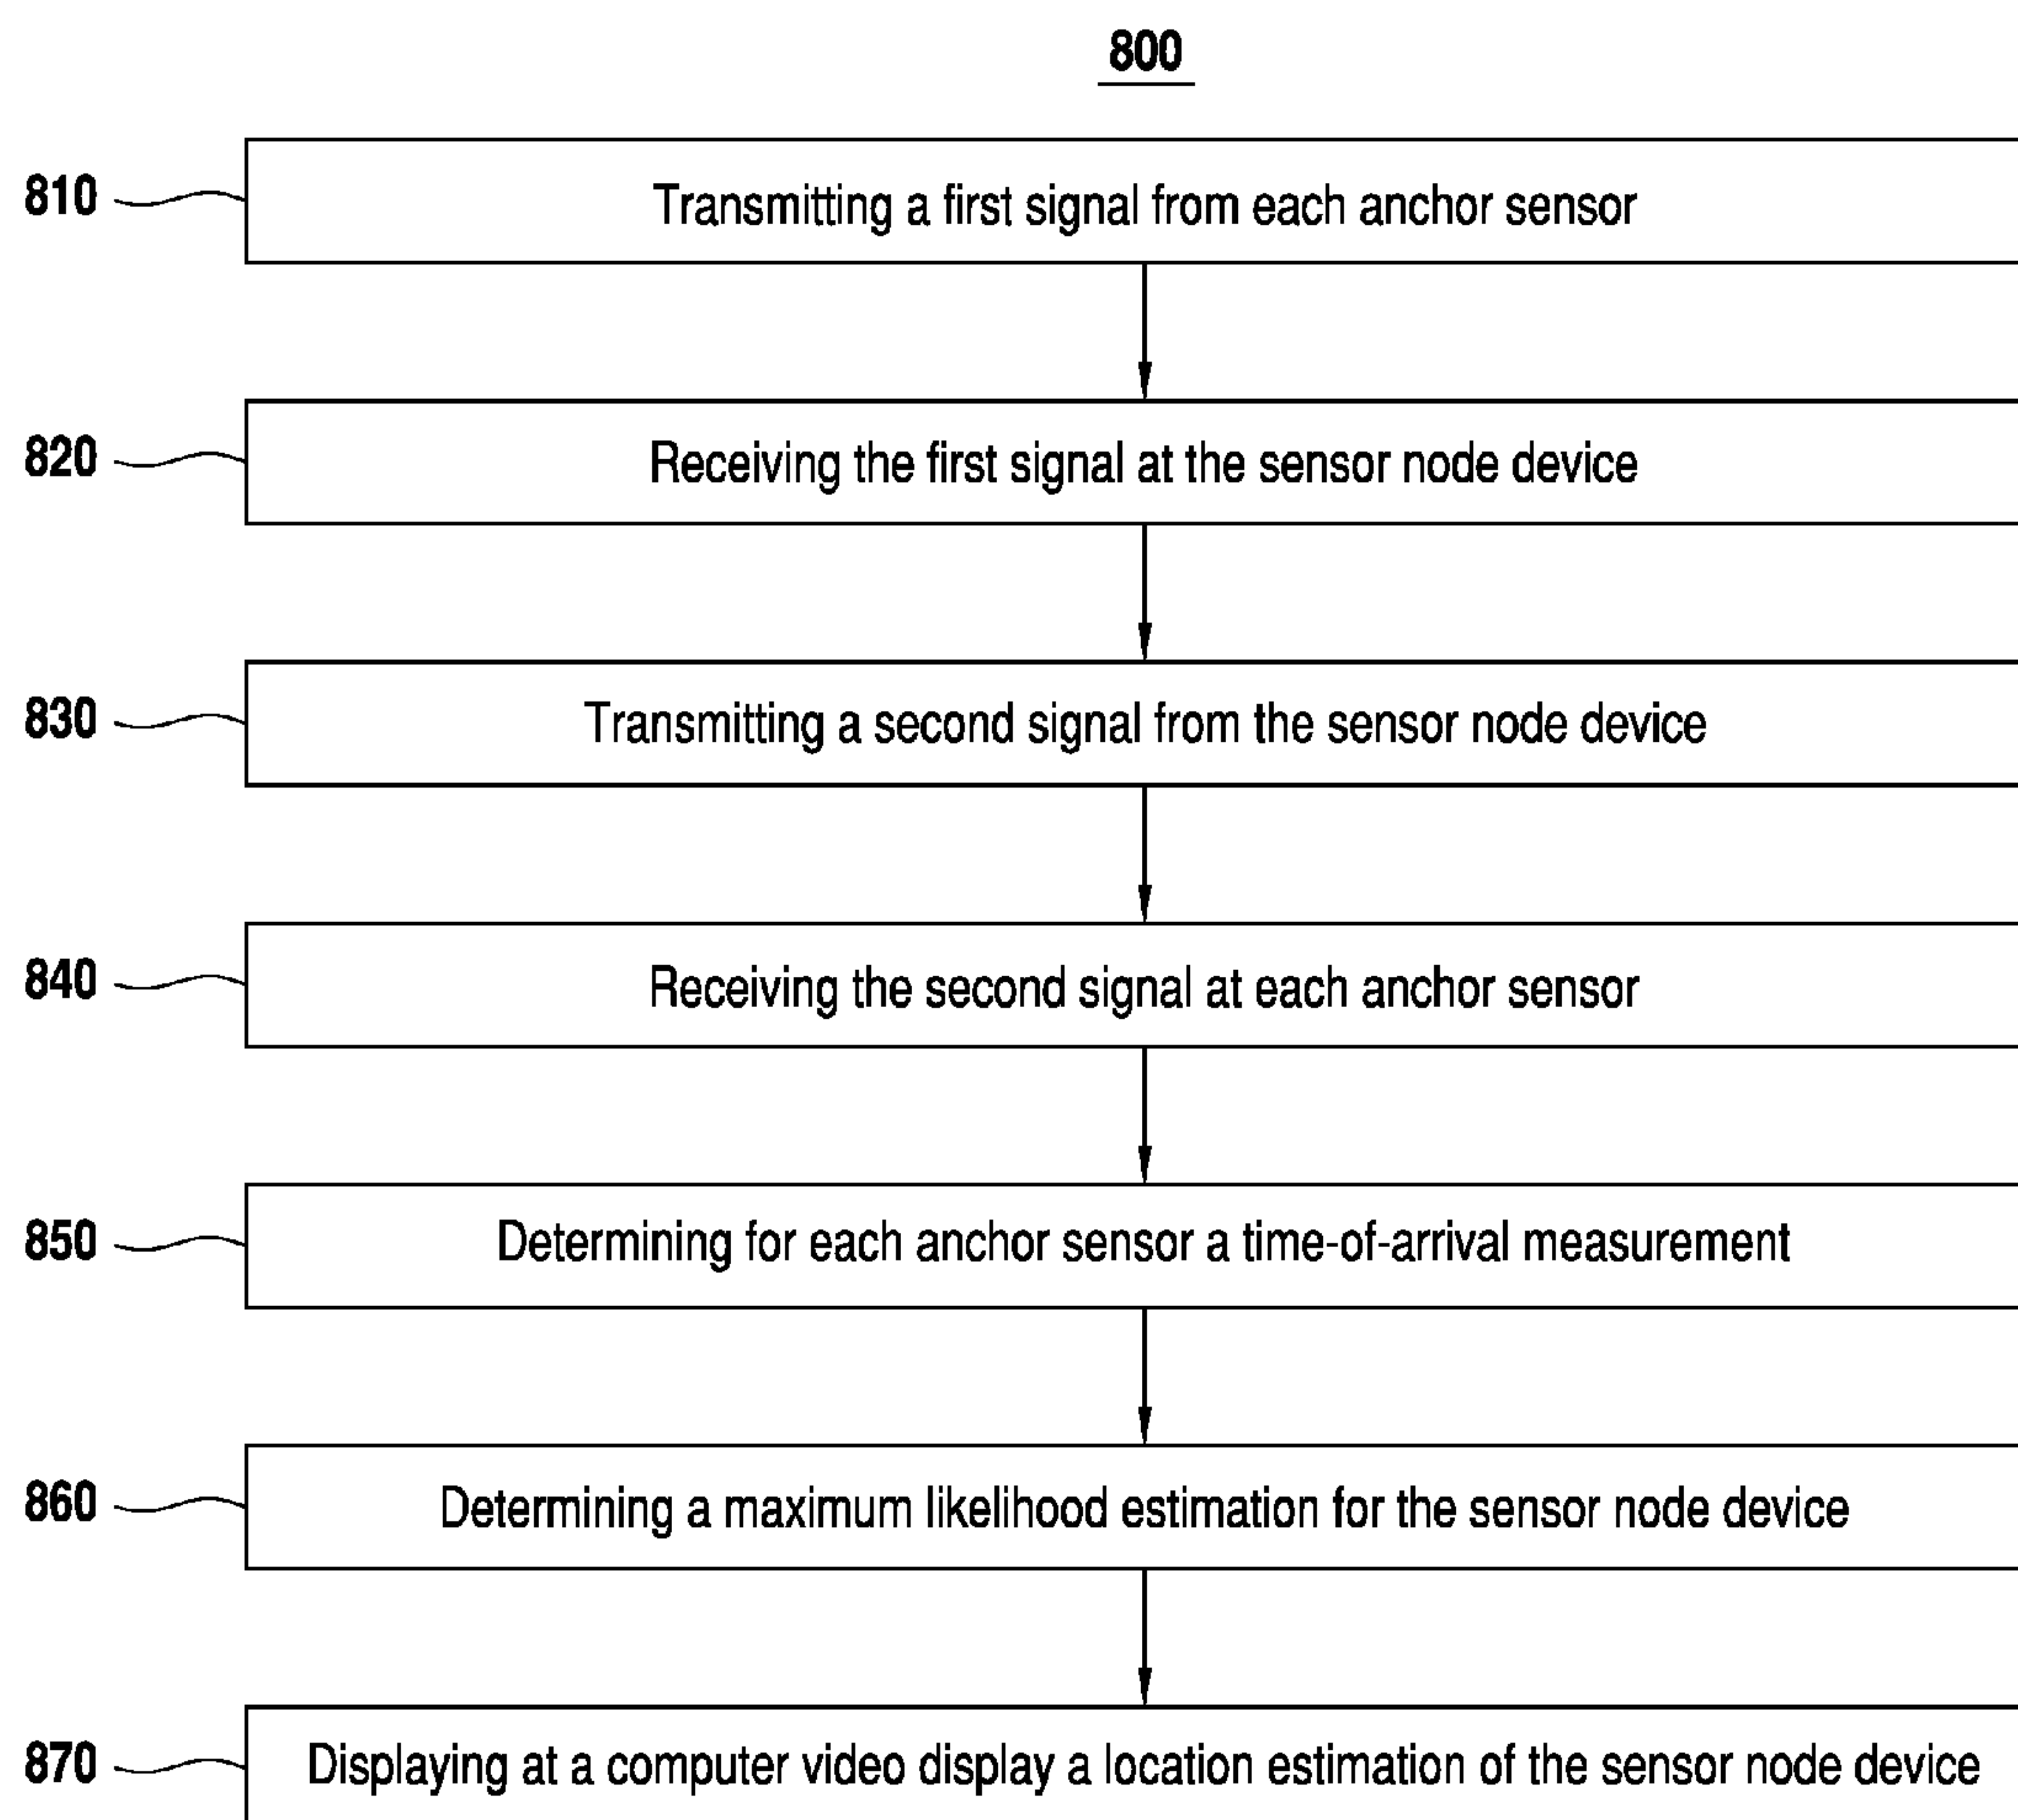 800
810 Transmitting a first signal from each anchor sensor
820 Receiving the first signal at the sensor node device
830 Transmitting a second signal from the sensor node device
840 Receiving the second signal at each anchor sensor
850 Determining for each anchor sensor a time-of-arrival measurement
860 Determining a maximum likelihood estimation for the sensor node device
870 Displaying at a computer video display a location estimation of the sensor node device